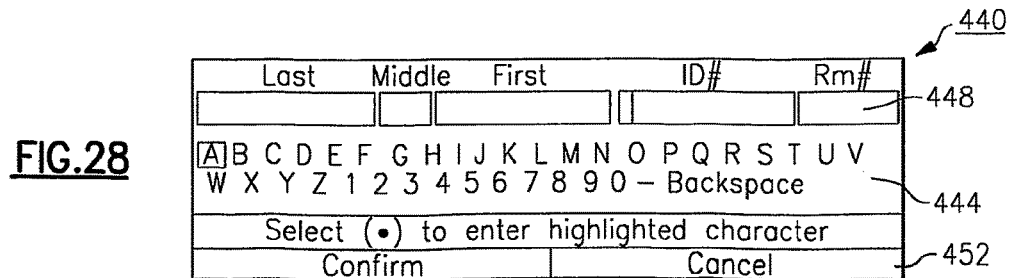 440
Last Middle First ID# Rm#
448
FIG.28
A B C D E F G H I J K L M N O P Q R S T U V
W X Y Z 1 2 3 4 5 6 7 8 9 0 – Backspace
444
Select (•) to enter highlighted character
Confirm Cancel
452